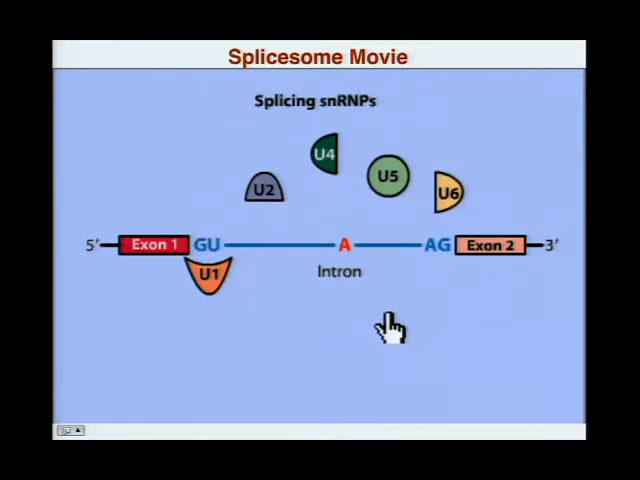 Splicesome Movie
Splicing snRNPs
U4
U5
U2
U6
5′ Exon 1 GU A AG Exon 2 3′
U1
Intron